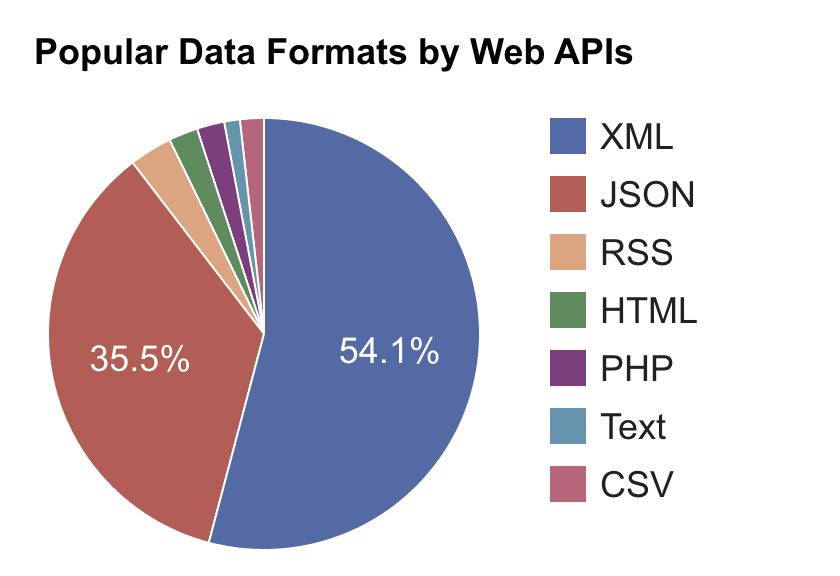 Popular Data Formats by Web APIs
XML
JSON
RSS
HTML
PHP
Text
CSV
35.5%
54.1%